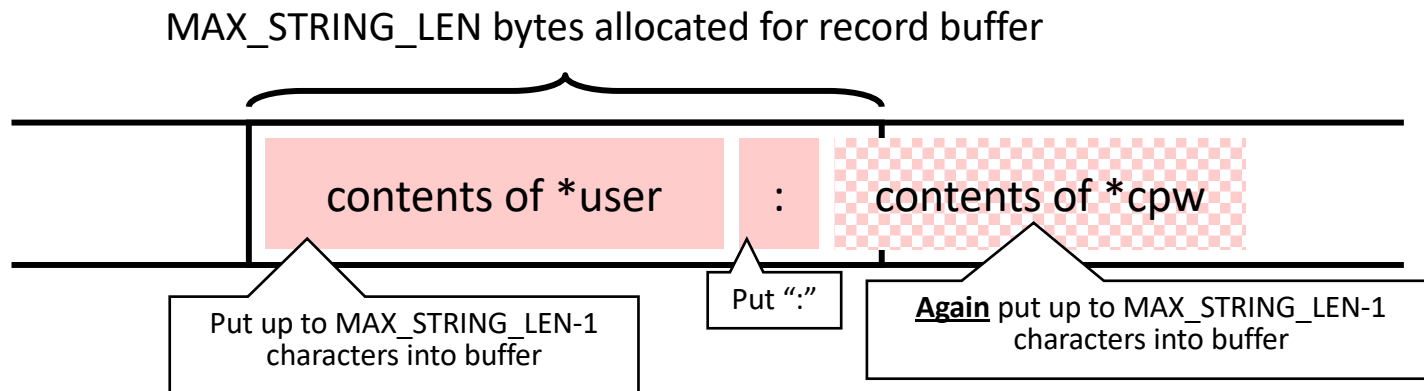 MAX_STRING_LEN bytes allocated for record buffer
contents of *user
:
contents of *cpw
Put up to MAX_STRING_LEN-1
characters into buffer
Put “:”
Again put up to MAX_STRING_LEN-1
characters into buffer